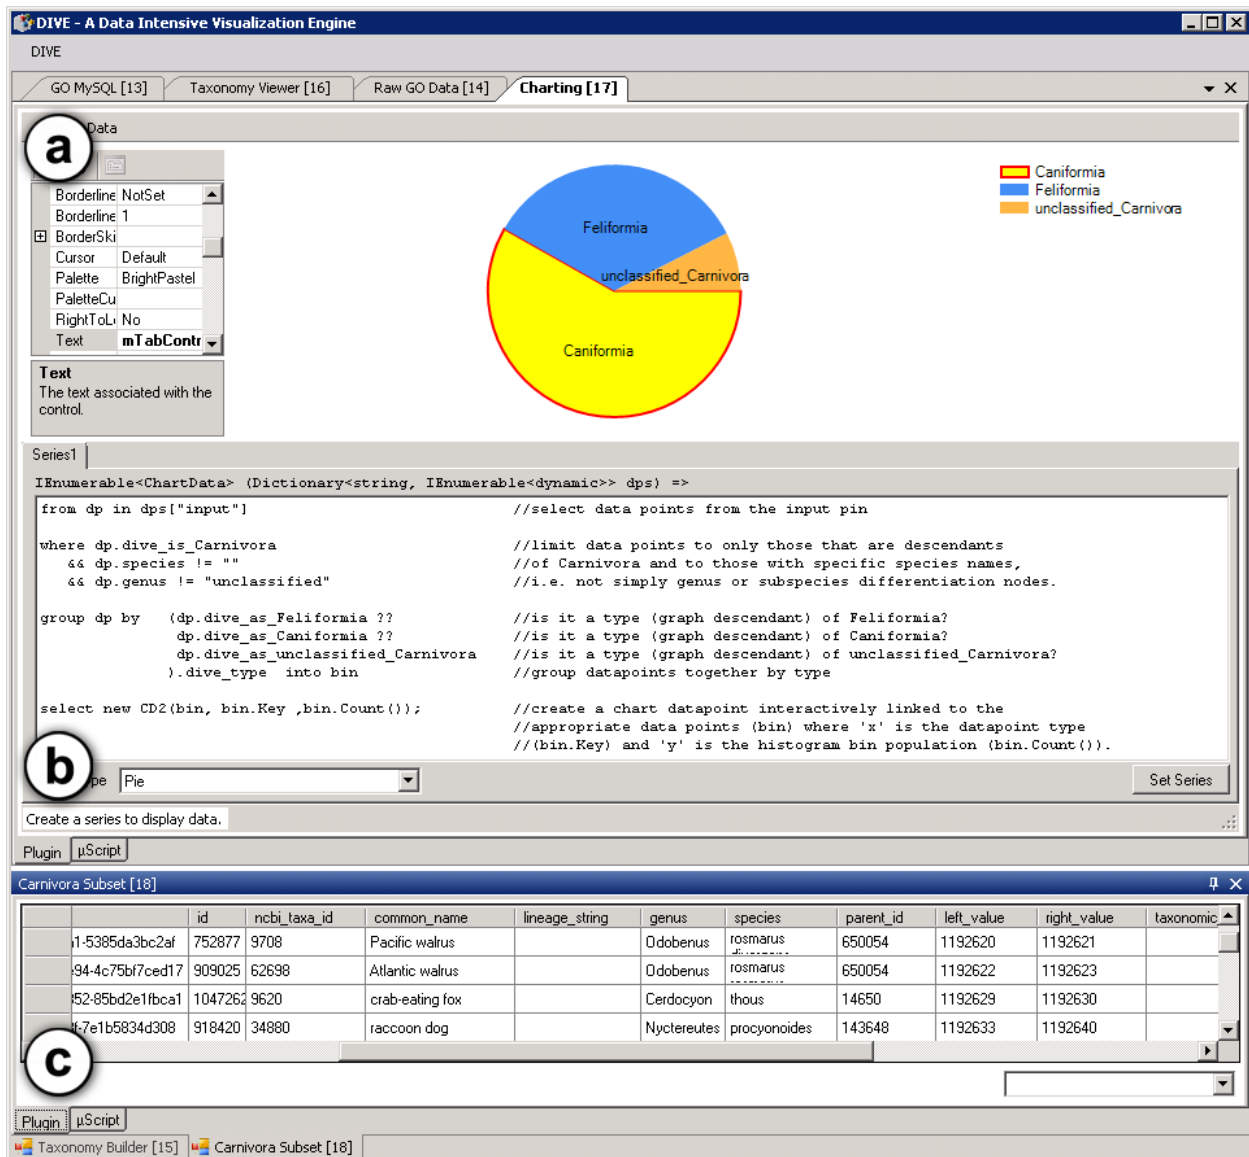 DIVE - A Data Intensive Visualization Engine
DIVE
GO MySQL [13] Taxonomy Viewer [16] Raw GO Data [14] Charting [17]
a
Data
Borderline NotSet
Borderline 1
BorderSki
Cursor Default
Palette BrightPastel
PaletteCu
RightToL No
Text mTabContr
Text
The text associated with the
control.
Feliformia
unclassified_Carnivora
Caniformia
Caniformia
Feliformia
unclassified_Carnivora
Series1
IEnumerable<ChartData> (Dictionary<string, IEnumerable<dynamic>> dps) =>
from dp in dps["input"] //select data points from the input pin
where dp.dive_is_Carnivora //limit data points to only those that are descendants
&& dp.species != "" //of Carnivora and to those with specific species names,
&& dp.genus != "unclassified" //i.e. not simply genus or subspecies differentiation nodes.
group dp by (dp.dive_as_Feliformia ?? //is it a type (graph descendant) of Feliformia?
dp.dive_as_Caniformia ?? //is it a type (graph descendant) of Caniformia?
dp.dive_as_unclassified_Carnivora //is it a type (graph descendant) of unclassified_Carnivora?
).dive_type into bin //group datapoints together by type
select new CD2(bin, bin.Key ,bin.Count()); //create a chart datapoint interactively linked to the
//appropriate data points (bin) where 'x' is the datapoint type
//(bin.Key) and 'y' is the histogram bin population (bin.Count()).
b
pe Pie Set Series
Create a series to display data.
Plugin µScript
Carnivora Subset [18]
id ncbi_taxa_id common_name lineage_string genus species parent_id left_value right_value taxonomic_
1-5385da3bc2af 752877 9708 Pacific walrus Odobenus rosmarus 650054 1192620 1192621
94-4c75bf7ced17 909025 62698 Atlantic walrus Odobenus rosmarus 650054 1192622 1192623
352-85bd2e1fbca1 1047262 9620 crab-eating fox Cerdocyon thous 14650 1192629 1192630
f-7e1b5834d308 918420 34880 raccoon dog Nyctereutes procyonoides 143648 1192633 1192640
c
Plugin µScript
Taxonomy Builder [15] Carnivora Subset [18]